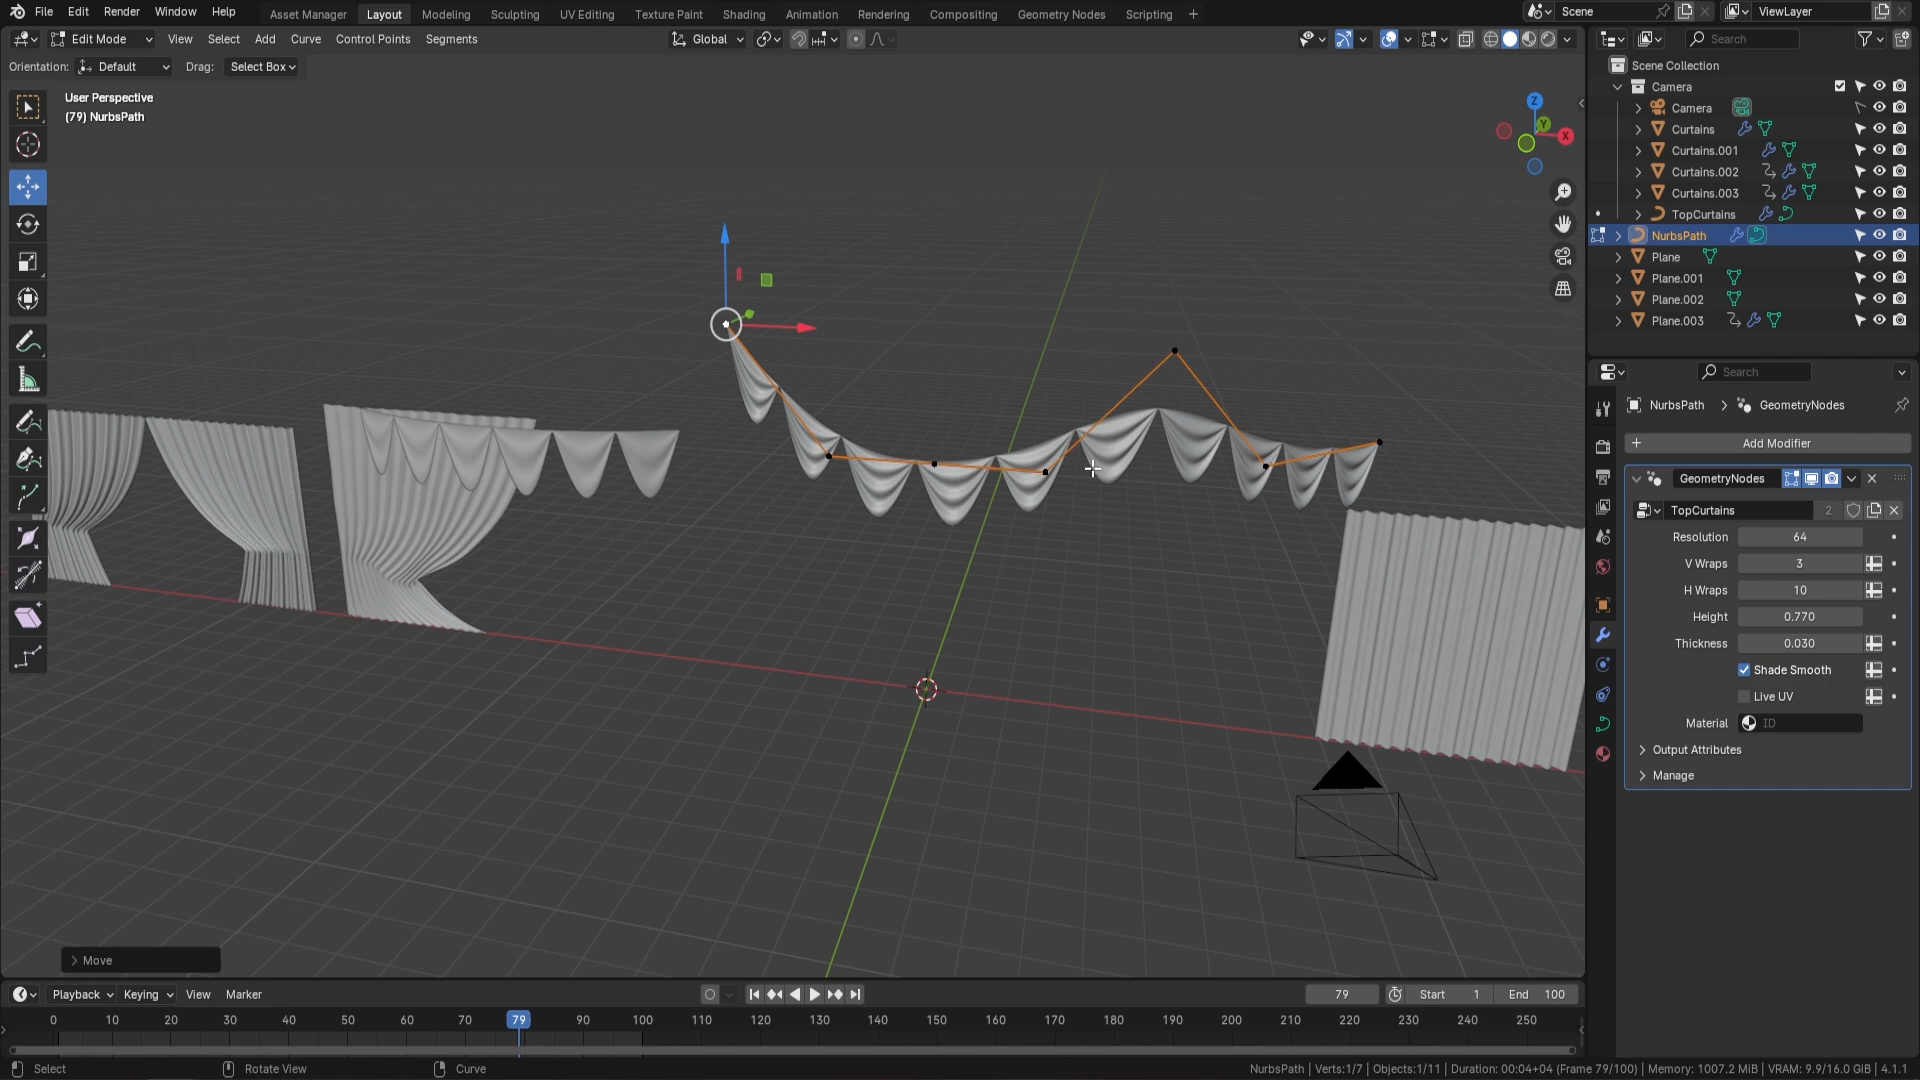 File Edit Render Window Help
Asset Manager Layout Modeling Sculpting UV Editing Texture Paint Shading Animation Rendering Compositing Geometry Nodes Scripting +
Scene
ViewLayer
Edit Mode View Select Add Curve Control Points Segments
Global
Search
Orientation: Default Drag: Select Box
User Perspective
(79) NurbsPath
Z
Y
X
Scene Collection
Camera
Camera
Curtains
Curtains.001
Curtains.002
Curtains.003
TopCurtains
NurbsPath
Plane
Plane.001
Plane.002
Plane.003
Search
NurbsPath > GeometryNodes
+ Add Modifier
GeometryNodes
TopCurtains 2
Resolution 64
V Wraps 3
H Wraps 10
Height 0.770
Thickness 0.030
Shade Smooth
Live UV
Material ID
Output Attributes
Manage
Move
Playback Keying View Marker
79 Start 1 End 100
0 10 20 30 40 50 60 70 79 90 100 110 120 130 140 150 160 170 180 190 200 210 220 230 240 250
Select Rotate View Curve
NurbsPath | Verts:1/7 | Objects:1/11 | Duration: 00:04+04 (Frame 79/100) | Memory: 1007.2 MiB | VRAM: 9.9/16.0 GiB | 4.1.1